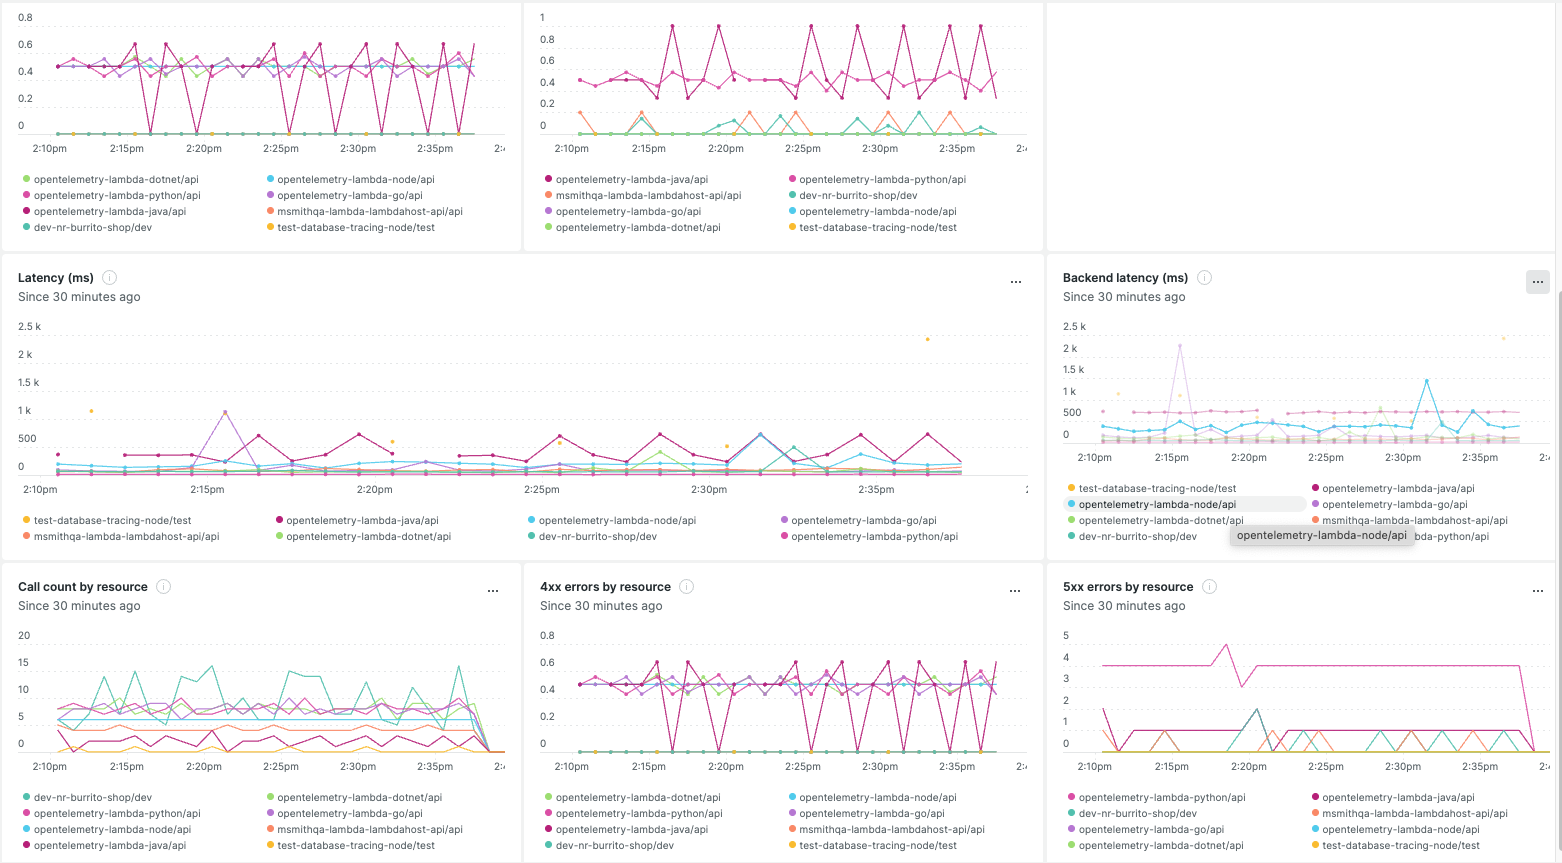 0.8
0.6
0.4
0.2
0
2:10pm 2:15pm 2:20pm 2:25pm 2:30pm 2:35pm 2:4
opentelemetry-lambda-dotnet/api opentelemetry-lambda-node/api
opentelemetry-lambda-python/api opentelemetry-lambda-go/api
opentelemetry-lambda-java/api msmithqa-lambda-lambdahost-api/api
dev-nr-burrito-shop/dev test-database-tracing-node/test
1
0.8
0.6
0.4
0.2
0
2:10pm 2:15pm 2:20pm 2:25pm 2:30pm 2:35pm 2:4
opentelemetry-lambda-java/api opentelemetry-lambda-python/api
msmithqa-lambda-lambdahost-api/api dev-nr-burrito-shop/dev
opentelemetry-lambda-go/api opentelemetry-lambda-node/api
opentelemetry-lambda-dotnet/api test-database-tracing-node/test
Latency (ms)
Since 30 minutes ago
2.5 k
2 k
1.5 k
1 k
500
0
2:10pm 2:15pm 2:20pm 2:25pm 2:30pm 2:35pm
test-database-tracing-node/test opentelemetry-lambda-java/api opentelemetry-lambda-node/api opentelemetry-lambda-go/api
msmithqa-lambda-lambdahost-api/api opentelemetry-lambda-dotnet/api dev-nr-burrito-shop/dev opentelemetry-lambda-python/api
Backend latency (ms)
Since 30 minutes ago
2.5 k
2 k
1.5 k
1 k
500
0
2:10pm 2:15pm 2:20pm 2:25pm 2:30pm 2:35pm 2:4
test-database-tracing-node/test opentelemetry-lambda-java/api
opentelemetry-lambda-node/api opentelemetry-lambda-go/api
opentelemetry-lambda-dotnet/api msmithqa-lambda-lambdahost-api/api
dev-nr-burrito-shop/dev opentelemetry-lambda-node/api bda-python/api
Call count by resource
Since 30 minutes ago
20
15
10
5
0
2:10pm 2:15pm 2:20pm 2:25pm 2:30pm 2:35pm 2:4
dev-nr-burrito-shop/dev opentelemetry-lambda-dotnet/api
opentelemetry-lambda-python/api opentelemetry-lambda-go/api
opentelemetry-lambda-node/api msmithqa-lambda-lambdahost-api/api
opentelemetry-lambda-java/api test-database-tracing-node/test
4xx errors by resource
Since 30 minutes ago
0.8
0.6
0.4
0.2
0
2:10pm 2:15pm 2:20pm 2:25pm 2:30pm 2:35pm 2:4
opentelemetry-lambda-dotnet/api opentelemetry-lambda-node/api
opentelemetry-lambda-python/api opentelemetry-lambda-go/api
opentelemetry-lambda-java/api msmithqa-lambda-lambdahost-api/api
dev-nr-burrito-shop/dev test-database-tracing-node/test
5xx errors by resource
Since 30 minutes ago
5
4
3
2
1
0
2:10pm 2:15pm 2:20pm 2:25pm 2:30pm 2:35pm 2:4
opentelemetry-lambda-python/api opentelemetry-lambda-java/api
dev-nr-burrito-shop/dev msmithqa-lambda-lambdahost-api/api
opentelemetry-lambda-go/api opentelemetry-lambda-node/api
opentelemetry-lambda-dotnet/api test-database-tracing-node/test